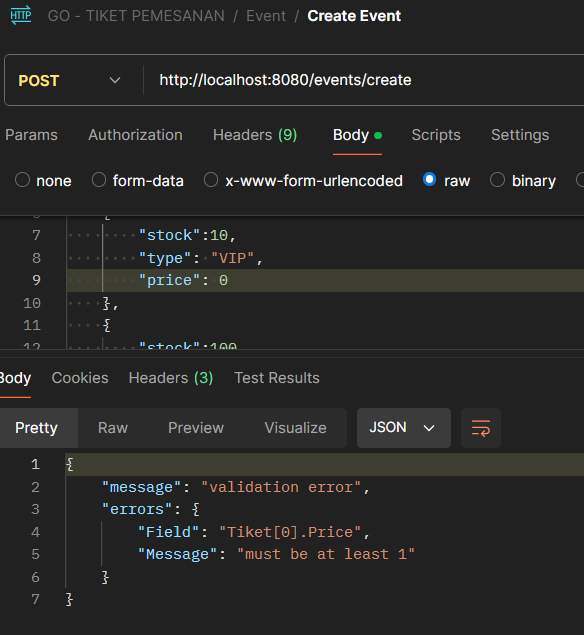 HTTP GO - TIKET PEMESANAN / Event / Create Event
POST http://localhost:8080/events/create
Params Authorization Headers (9) Body Scripts Settings
none form-data x-www-form-urlencoded raw binary
7 "stock":10,
8 "type": "VIP",
9 "price": 0
10 },
11 {
12 "stock":100
Body Cookies Headers (3) Test Results
Pretty Raw Preview Visualize JSON
1 {
2 "message": "validation error",
3 "errors": {
4 "Field": "Tiket[0].Price",
5 "Message": "must be at least 1"
6 }
7 }